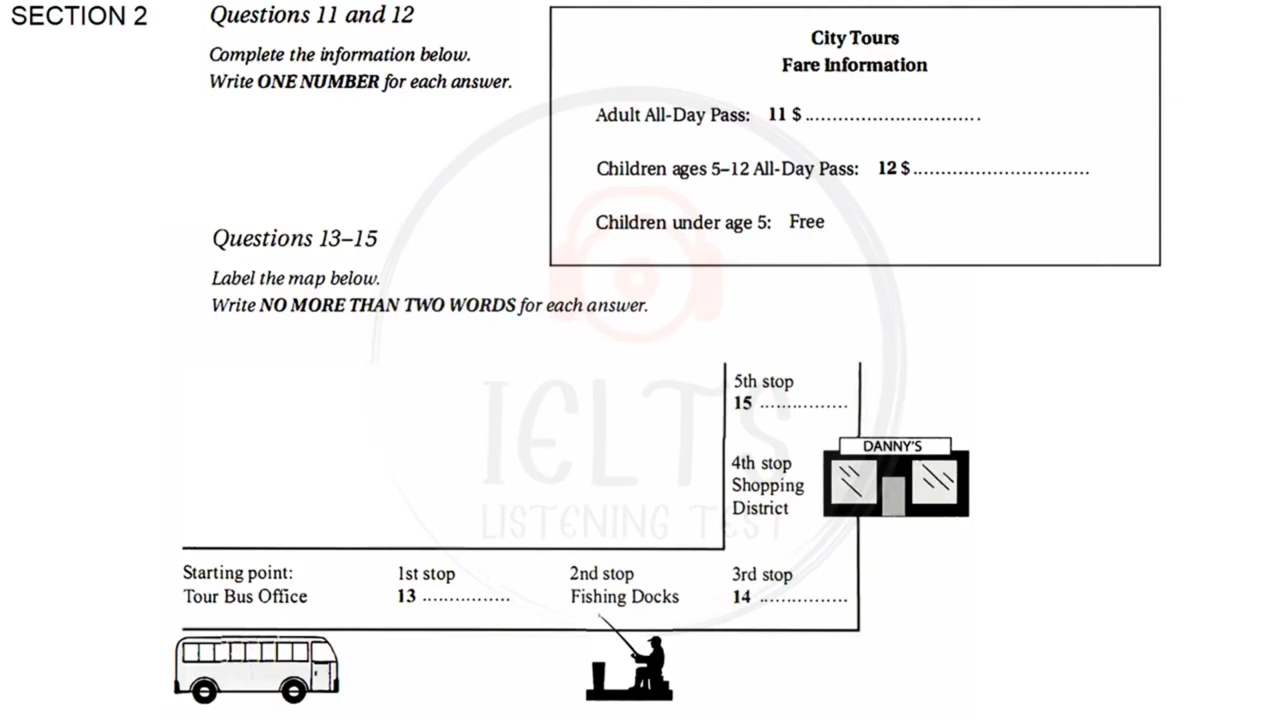 SECTION 2
Questions 11 and 12
Complete the information below.
Write ONE NUMBER for each answer.
City Tours
Fare Information
Adult All-Day Pass: 11 $................................
Children ages 5–12 All-Day Pass: 12 $................................
Children under age 5: Free
Questions 13–15
Label the map below.
Write NO MORE THAN TWO WORDS for each answer.
5th stop
15 ................
DANNY'S
4th stop
Shopping
District
Starting point:
Tour Bus Office
1st stop
13 ................
2nd stop
Fishing Docks
3rd stop
14 ................
IELTS
LISTENING TEST